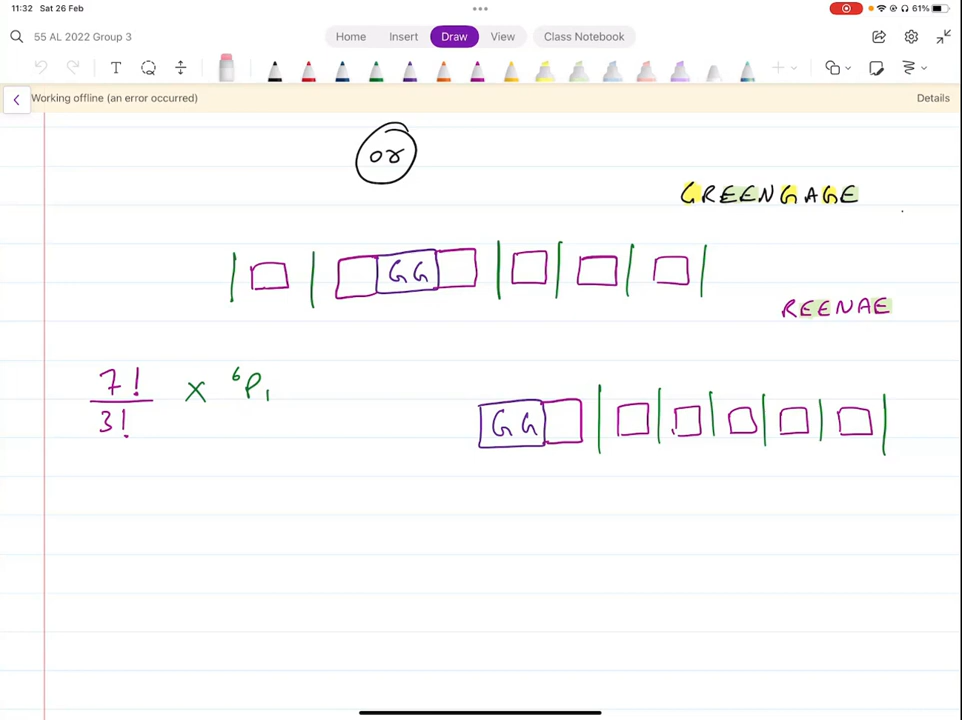 11:32 Sat 26 Feb
61%
55 AL 2022 Group 3
Home Insert Draw View Class Notebook
T
Working offline (an error occurred) Details
or
GREENGAGE
GG
REENAE
7!
3!
× ⁶P₁
GG